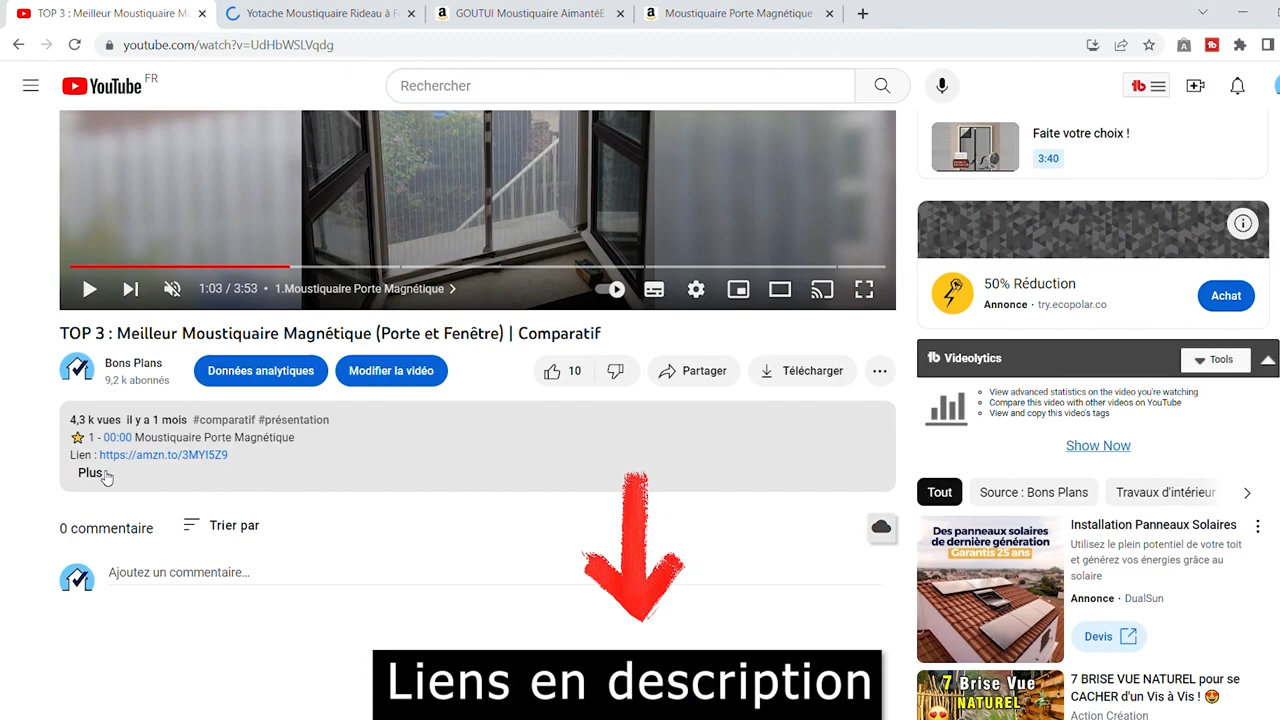 TOP 3 : Meilleur Moustiquaire Ma
Yotache Moustiquaire Rideau à F
GOUTUI Moustiquaire AimantéE
Moustiquaire Porte Magnétique
youtube.com/watch?v=UdHbWSLVqdg
YouTube FR
Rechercher
Faite votre choix !
3:40
1:03 / 3:53 • 1.Moustiquaire Porte Magnétique
50% Réduction
Annonce • try.ecopolar.co
Achat
TOP 3 : Meilleur Moustiquaire Magnétique (Porte et Fenêtre) | Comparatif
Bons Plans
9,2 k abonnés
Données analytiques
Modifier la vidéo
10
Partager
Télécharger
Videolytics
Tools
View advanced statistics on the video you're watching
Compare this video with other videos on YouTube
View and copy this video's tags
Show Now
4,3 k vues il y a 1 mois #comparatif #présentation
1 - 00:00 Moustiquaire Porte Magnétique
Lien : https://amzn.to/3MYI5Z9
Plus
Tout
Source : Bons Plans
Travaux d'intérieur
0 commentaire
Trier par
Ajoutez un commentaire...
Des panneaux solaires
de dernière génération
Garantis 25 ans
Installation Panneaux Solaires
Utilisez le plein potentiel de votre toit
et générez vos énergies grâce au
solaire
Annonce • DualSun
Devis
Liens en description
7 Brise Vue
NATUREL
7 BRISE VUE NATUREL pour se
CACHER d'un Vis à Vis ! 😍
Action Création